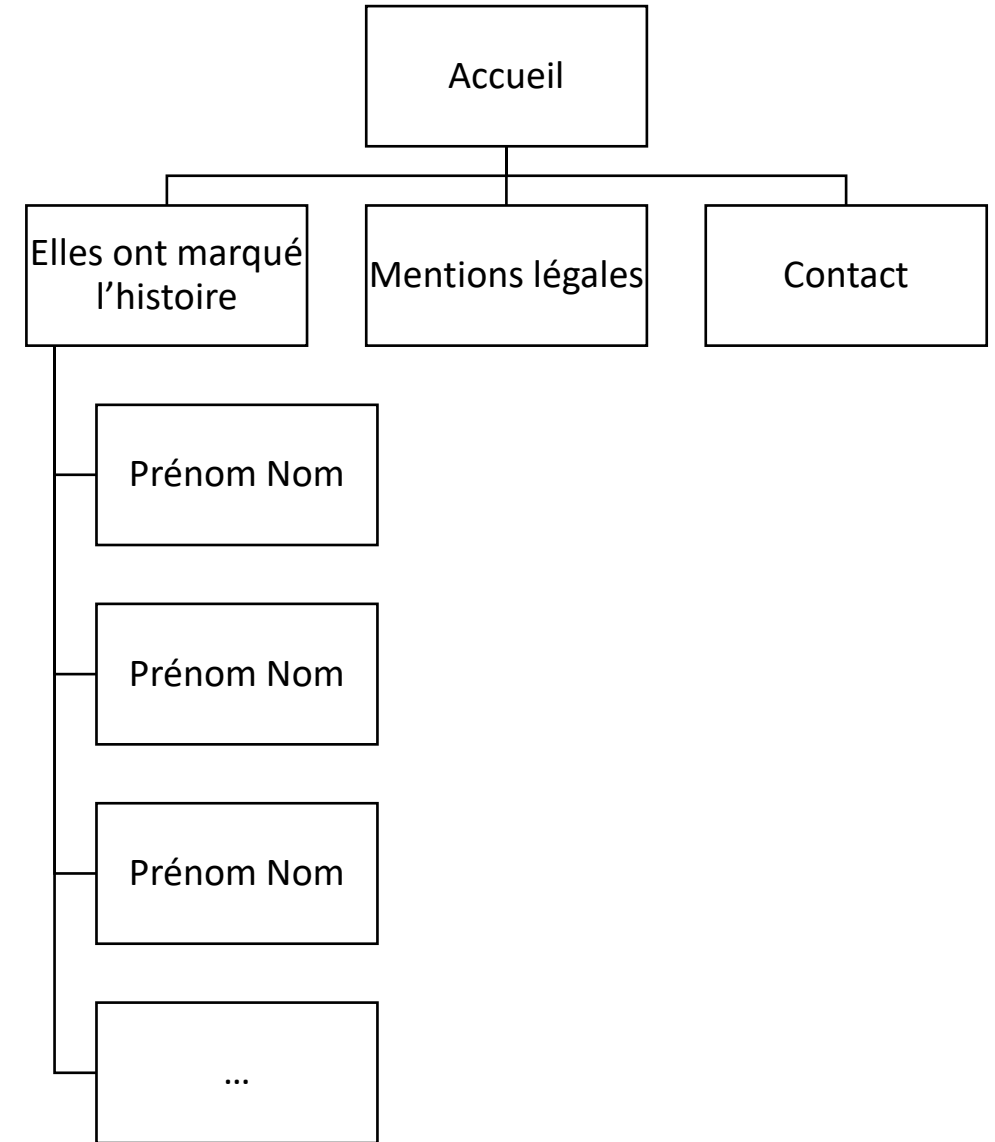 Accueil
Elles ont marqué
l’histoire
Mentions légales
Contact
Prénom Nom
Prénom Nom
Prénom Nom
...